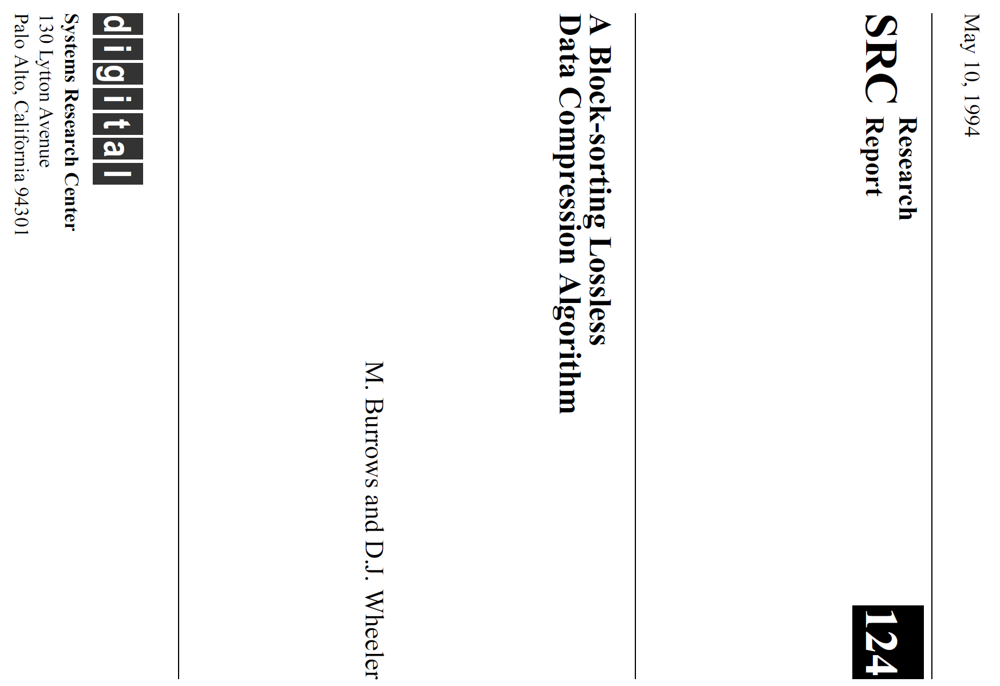 May 10, 1994
SRC Research Report 124
A Block-sorting Lossless
Data Compression Algorithm
M. Burrows and D.J. Wheeler
digital
Systems Research Center
130 Lytton Avenue
Palo Alto, California 94301